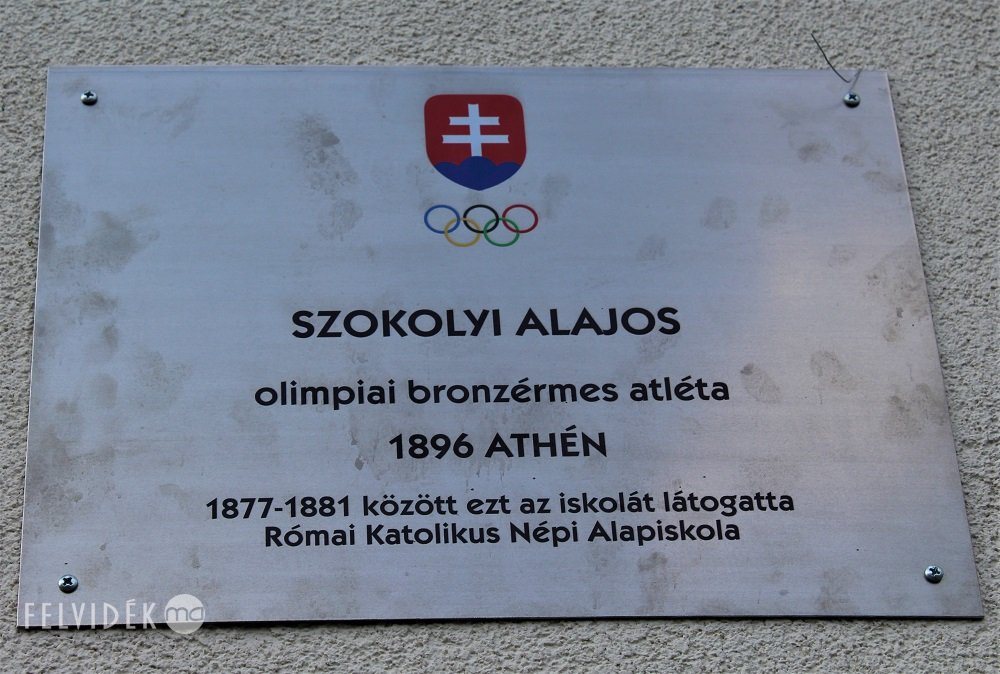 SZOKOLYI ALAJOS
olimpiai bronzérmes atléta
1896 ATHÉN
1877-1881 között ezt az iskolát látogatta
Római Katolikus Népi Alapiskola
FELVIDÉK ma